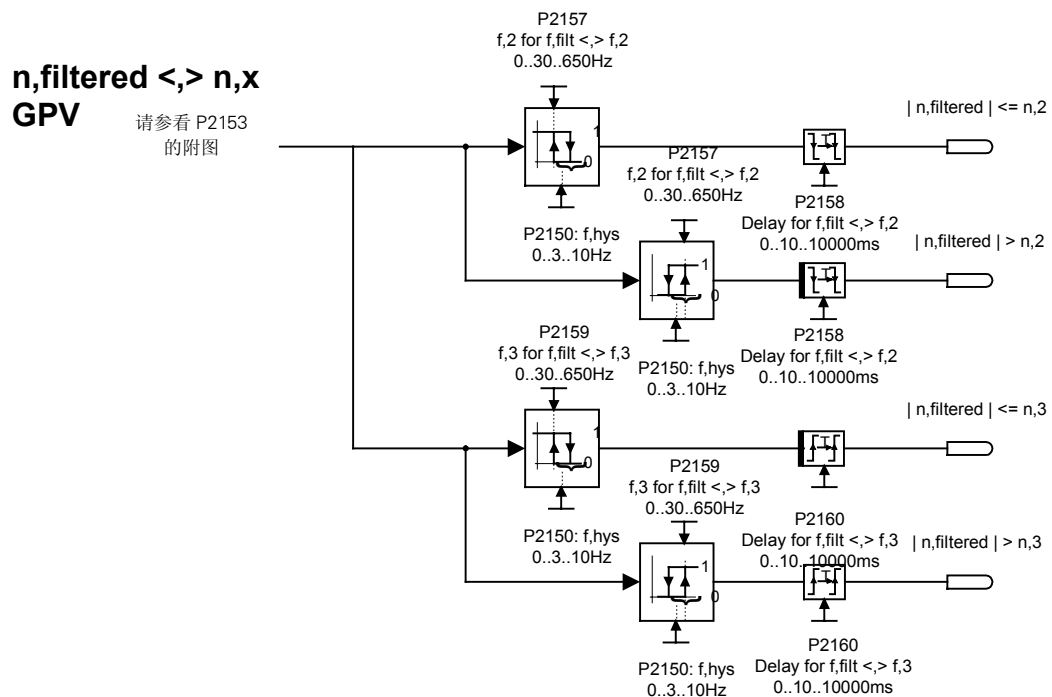 P2157
f,2 for f,filt <,> f,2
0..30..650Hz
n,filtered <,> n,x
GPV
请参看 P2153
的附图
| n,filtered | <= n,2
1
0
P2157
f,2 for f,filt <,> f,2
0..30..650Hz
T
P2150: f,hys
0..3..10Hz
P2158
Delay for f,filt <,> f,2
0..10..10000ms
| n,filtered | > n,2
1
0
T
P2159
f,3 for f,filt <,> f,3
0..30..650Hz
P2150: f,hys
0..3..10Hz
P2158
Delay for f,filt <,> f,2
0..10..10000ms
| n,filtered | <= n,3
1
0
T
P2159
f,3 for f,filt <,> f,3
0..30..650Hz
P2150: f,hys
0..3..10Hz
P2160
Delay for f,filt <,> f,3
0..10..10000ms
| n,filtered | > n,3
1
0
T
P2150: f,hys
0..3..10Hz
P2160
Delay for f,filt <,> f,3
0..10..10000ms